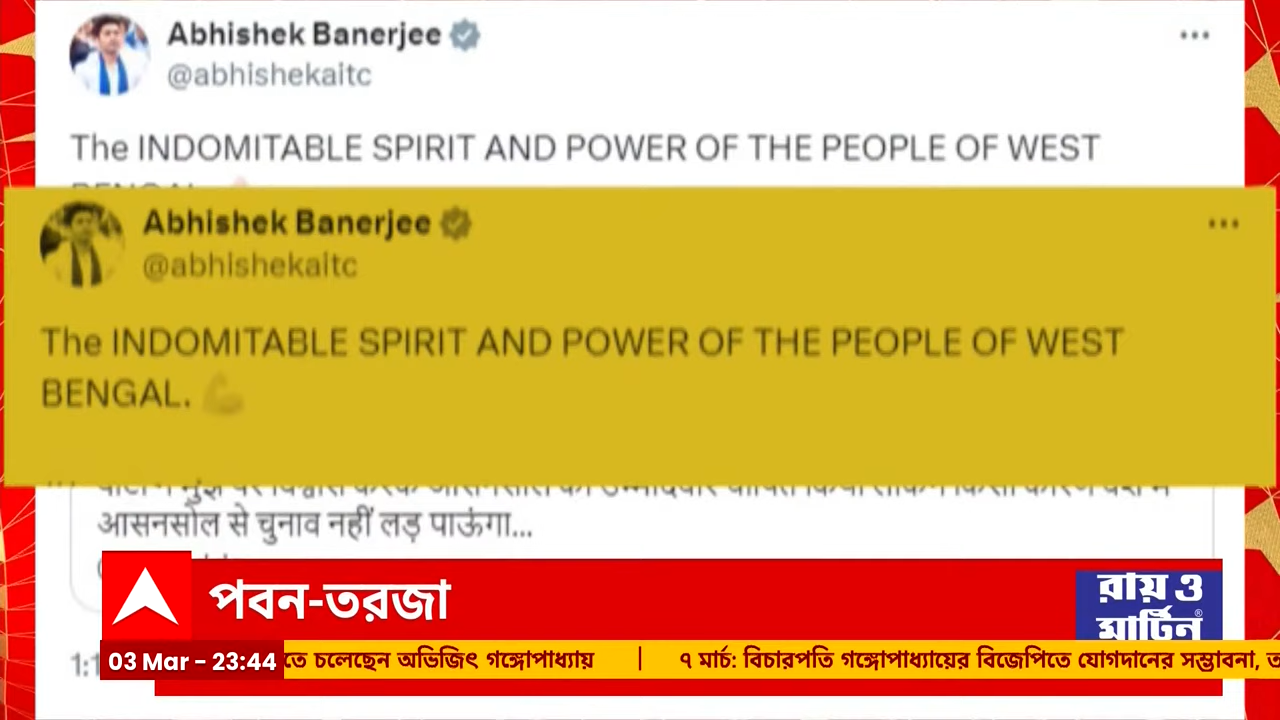 Abhishek Banerjee
@abhishekaitc
The INDOMITABLE SPIRIT AND POWER OF THE PEOPLE OF WEST
BENGAL.
Abhishek Banerjee
@abhishekaitc
The INDOMITABLE SPIRIT AND POWER OF THE PEOPLE OF WEST
BENGAL. 💪
आसनसोल से चुनाव नहीं लड़ पाऊंगा...
পবন-তরজা
রায় ও
মার্টিন®
03 Mar - 23:44
তে চলেছেন অভিজিৎ গঙ্গোপাধ্যায় | ৭ মার্চ: বিচারপতি গঙ্গোপাধ্যায়ের বিজেপিতে যোগদানের সম্ভাবনা, ত